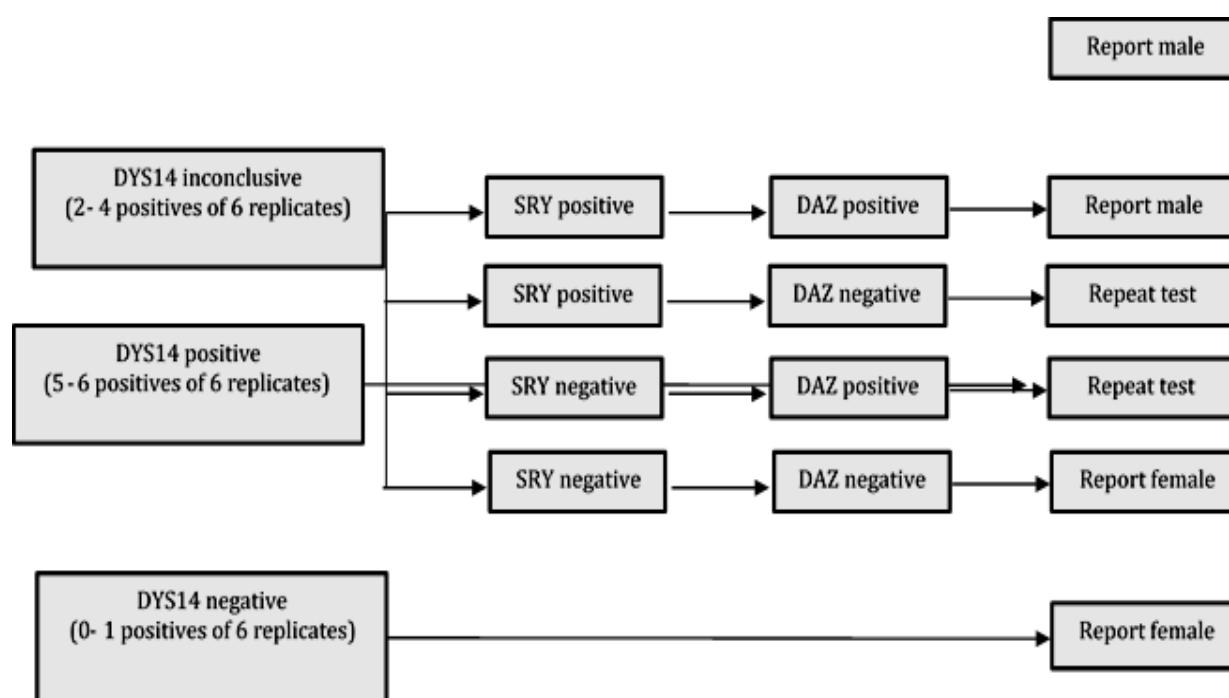 Report male
DYS14 inconclusive
(2- 4 positives of 6 replicates)
SRY positive
DAZ positive
Report male
SRY positive
DAZ negative
Repeat test
DYS14 positive
(5 - 6 positives of 6 replicates)
SRY negative
DAZ positive
Repeat test
SRY negative
DAZ negative
Report female
DYS14 negative
(0- 1 positives of 6 replicates)
Report female